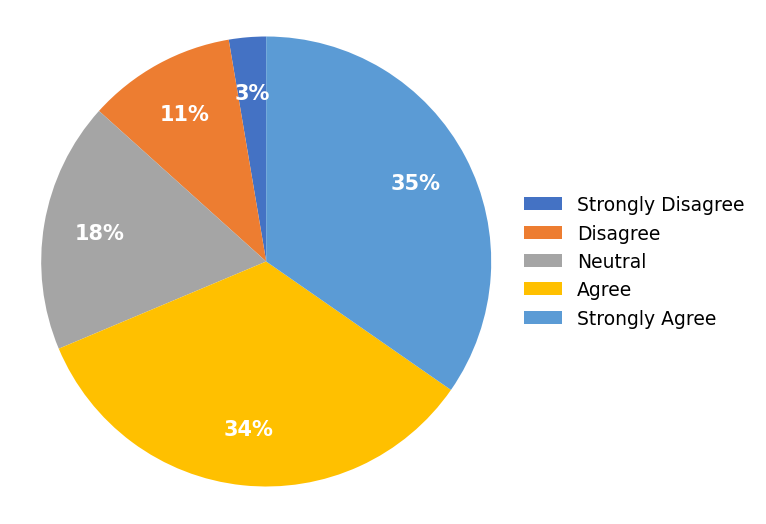 3%
11%
35%
18%
34%
Strongly Disagree
Disagree
Neutral
Agree
Strongly Agree